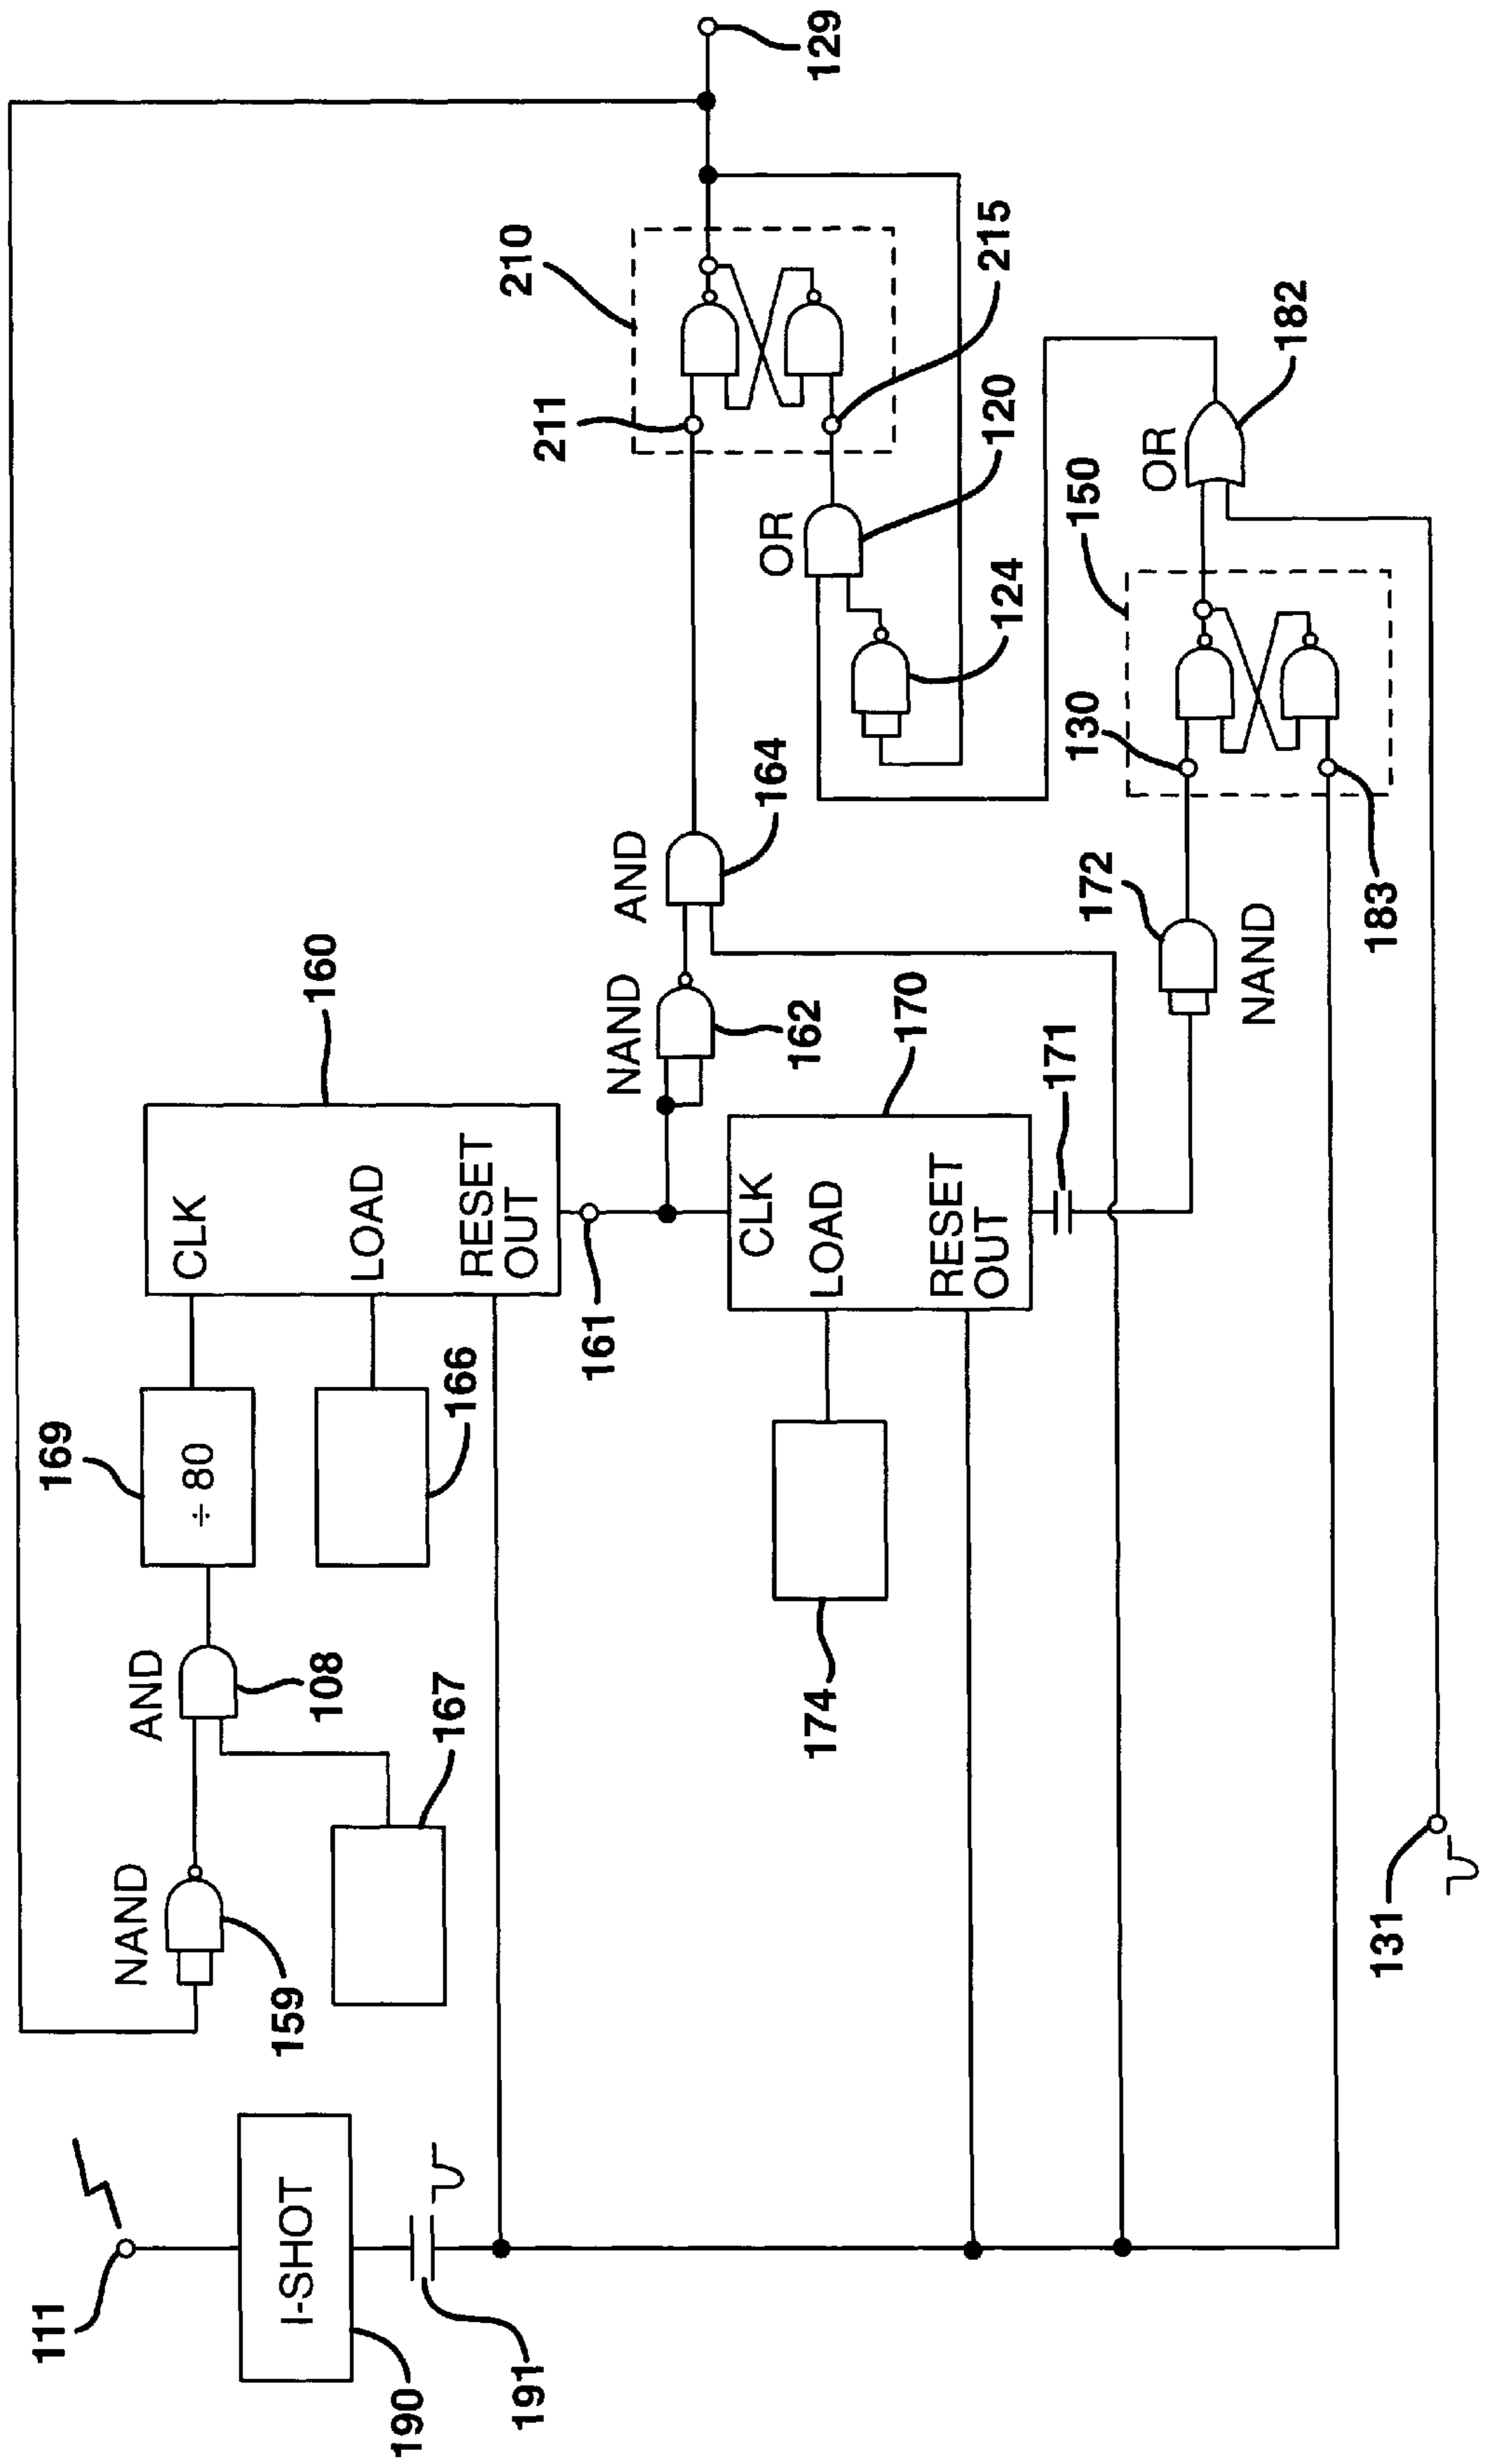 111
I-SHOT
190
191
NAND
159
AND
108
167
169
÷ 80
166
CLK
LOAD
RESET
OUT
160
161
NAND
162
AND
164
CLK
LOAD
RESET
OUT
170
171
174
172
NAND
130
183
150
OR
182
131
OR
120
124
210
211
215
129